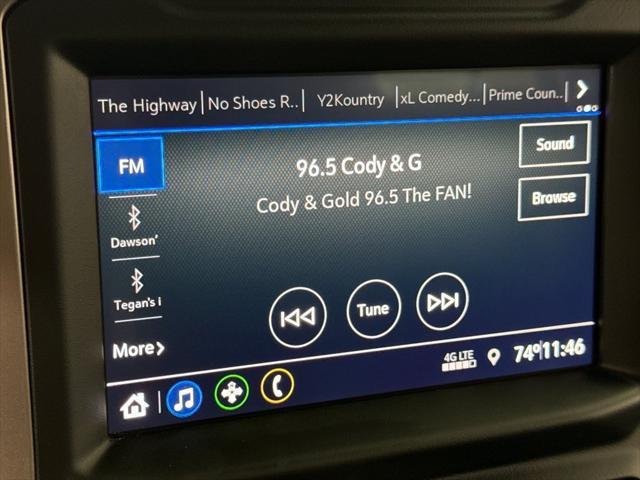 The Highway No Shoes R.. Y2Kountry xL Comedy... Prime Coun..
FM
96.5 Cody & G
Sound
Cody & Gold 96.5 The FAN!
Browse
Dawson'
Tegan's i
Tune
More
4G LTE
74° 11:46